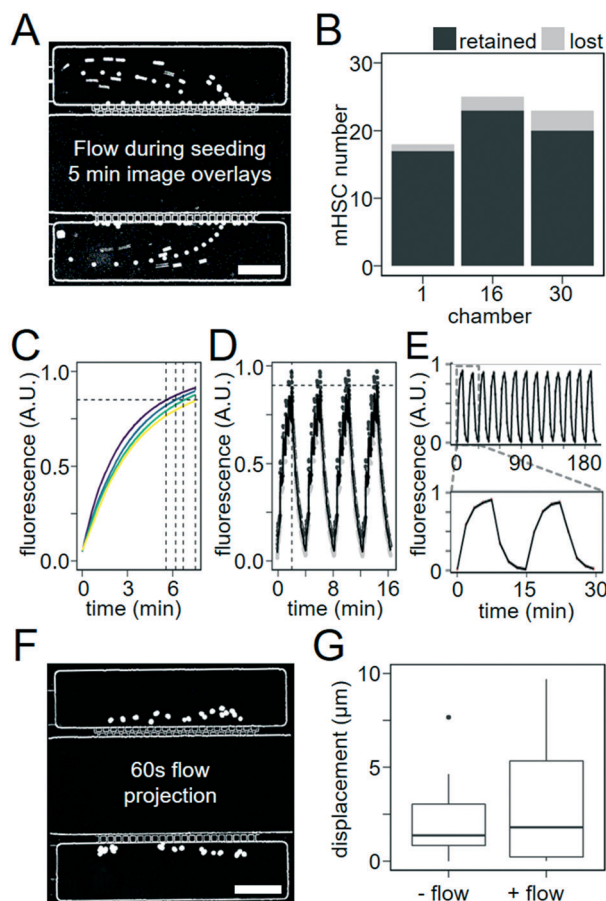 A
Flow during seeding
5 min image overlays
B
retained
lost
mHSC number
30
20
10
0
1
16
30
chamber
C
fluorescence (A.U.)
1.0
0.5
0.0
0
3
6
time (min)
D
fluorescence (A.U.)
1.0
0.5
0.0
0
4
8
12
16
time (min)
E
fluorescence (A.U.)
1
0
0
90
180
1
0
0
15
30
time (min)
F
60s flow
projection
G
displacement (µm)
10
5
0
- flow
+ flow